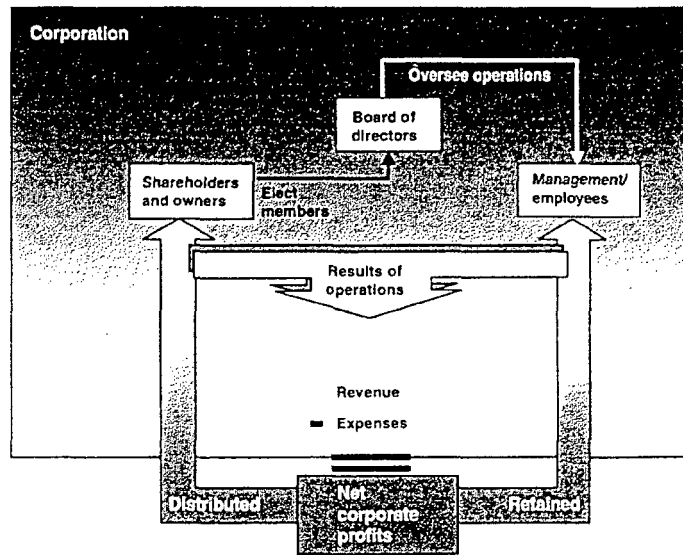 Corporation
Oversee operations
Board of
directors
Shareholders
and owners
Elect
members
Management/
employees
Results of
operations
Revenue
- Expenses
Distributed
Net
corporate
profits
Retained